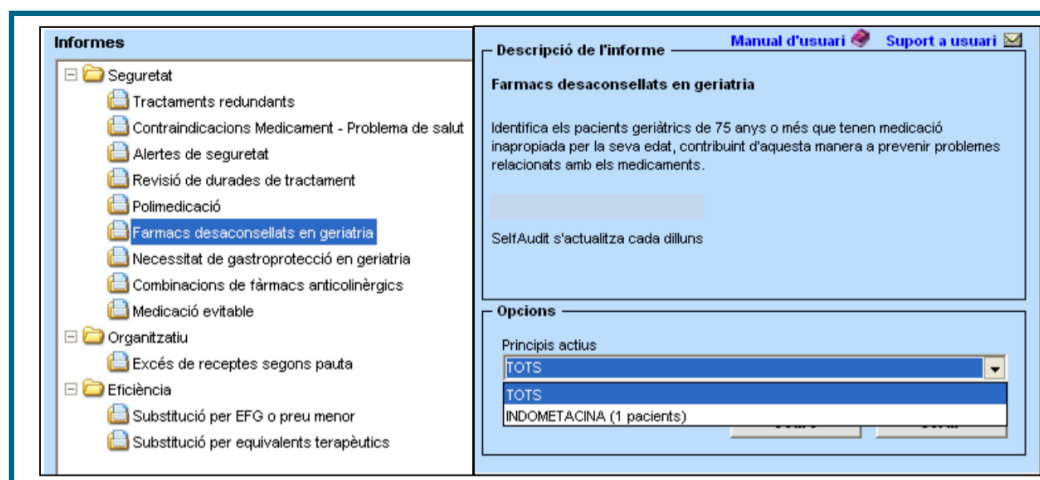 Informes
Seguretat
Tractaments redundants
Contraindicacions Medicament - Problema de salut
Alertes de seguretat
Revisió de durades de tractament
Polimedicació
Farmacs desaconsellats en geriatria
Necessitat de gastroprotecció en geriatria
Combinacions de fàrmacs anticolinèrgics
Medicació evitable
Organitzatiu
Excés de receptes segons pauta
Eficiència
Substitució per EFG o preu menor
Substitució per equivalents terapèutics
Manual d'usuari Suport a usuari
Descripció de l'informe
Farmacs desaconsellats en geriatria
Identifica els pacients geriàtrics de 75 anys o més que tenen medicació
inapropiada per la seva edat, contribuint d'aquesta manera a prevenir problemes
relacionats amb els medicaments.
SelfAudit s'actualitza cada dilluns
Opcions
Principis actius
TOTS
TOTS
INDOMETACINA (1 pacients)